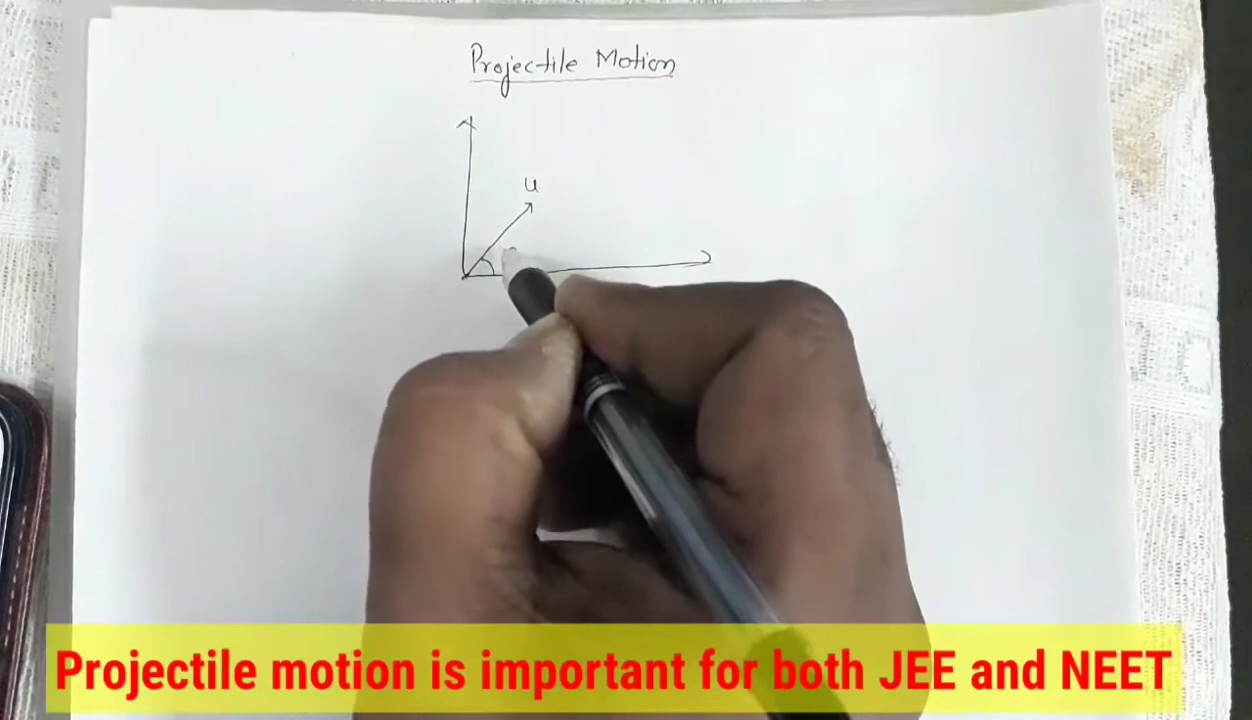 Projectile Motion
u
Projectile motion is important for both JEE and NEET